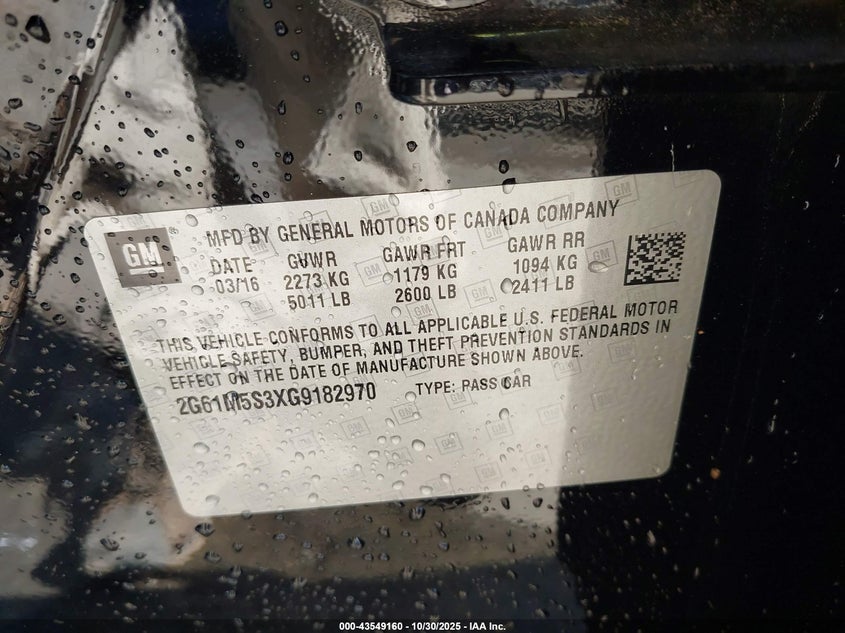 GM
MFD BY GENERAL MOTORS OF CANADA COMPANY
DATE GVWR GAWR FRT GAWR RR
03/16 2273 KG 1179 KG 1094 KG
5011 LB 2600 LB 2411 LB
THIS VEHICLE CONFORMS TO ALL APPLICABLE U.S. FEDERAL MOTOR
VEHICLE SAFETY, BUMPER, AND THEFT PREVENTION STANDARDS IN
EFFECT ON THE DATE OF MANUFACTURE SHOWN ABOVE.
2G61M5S3XG9182970 TYPE: PASS CAR
000-43549160 - 10/30/2025 - IAA Inc.